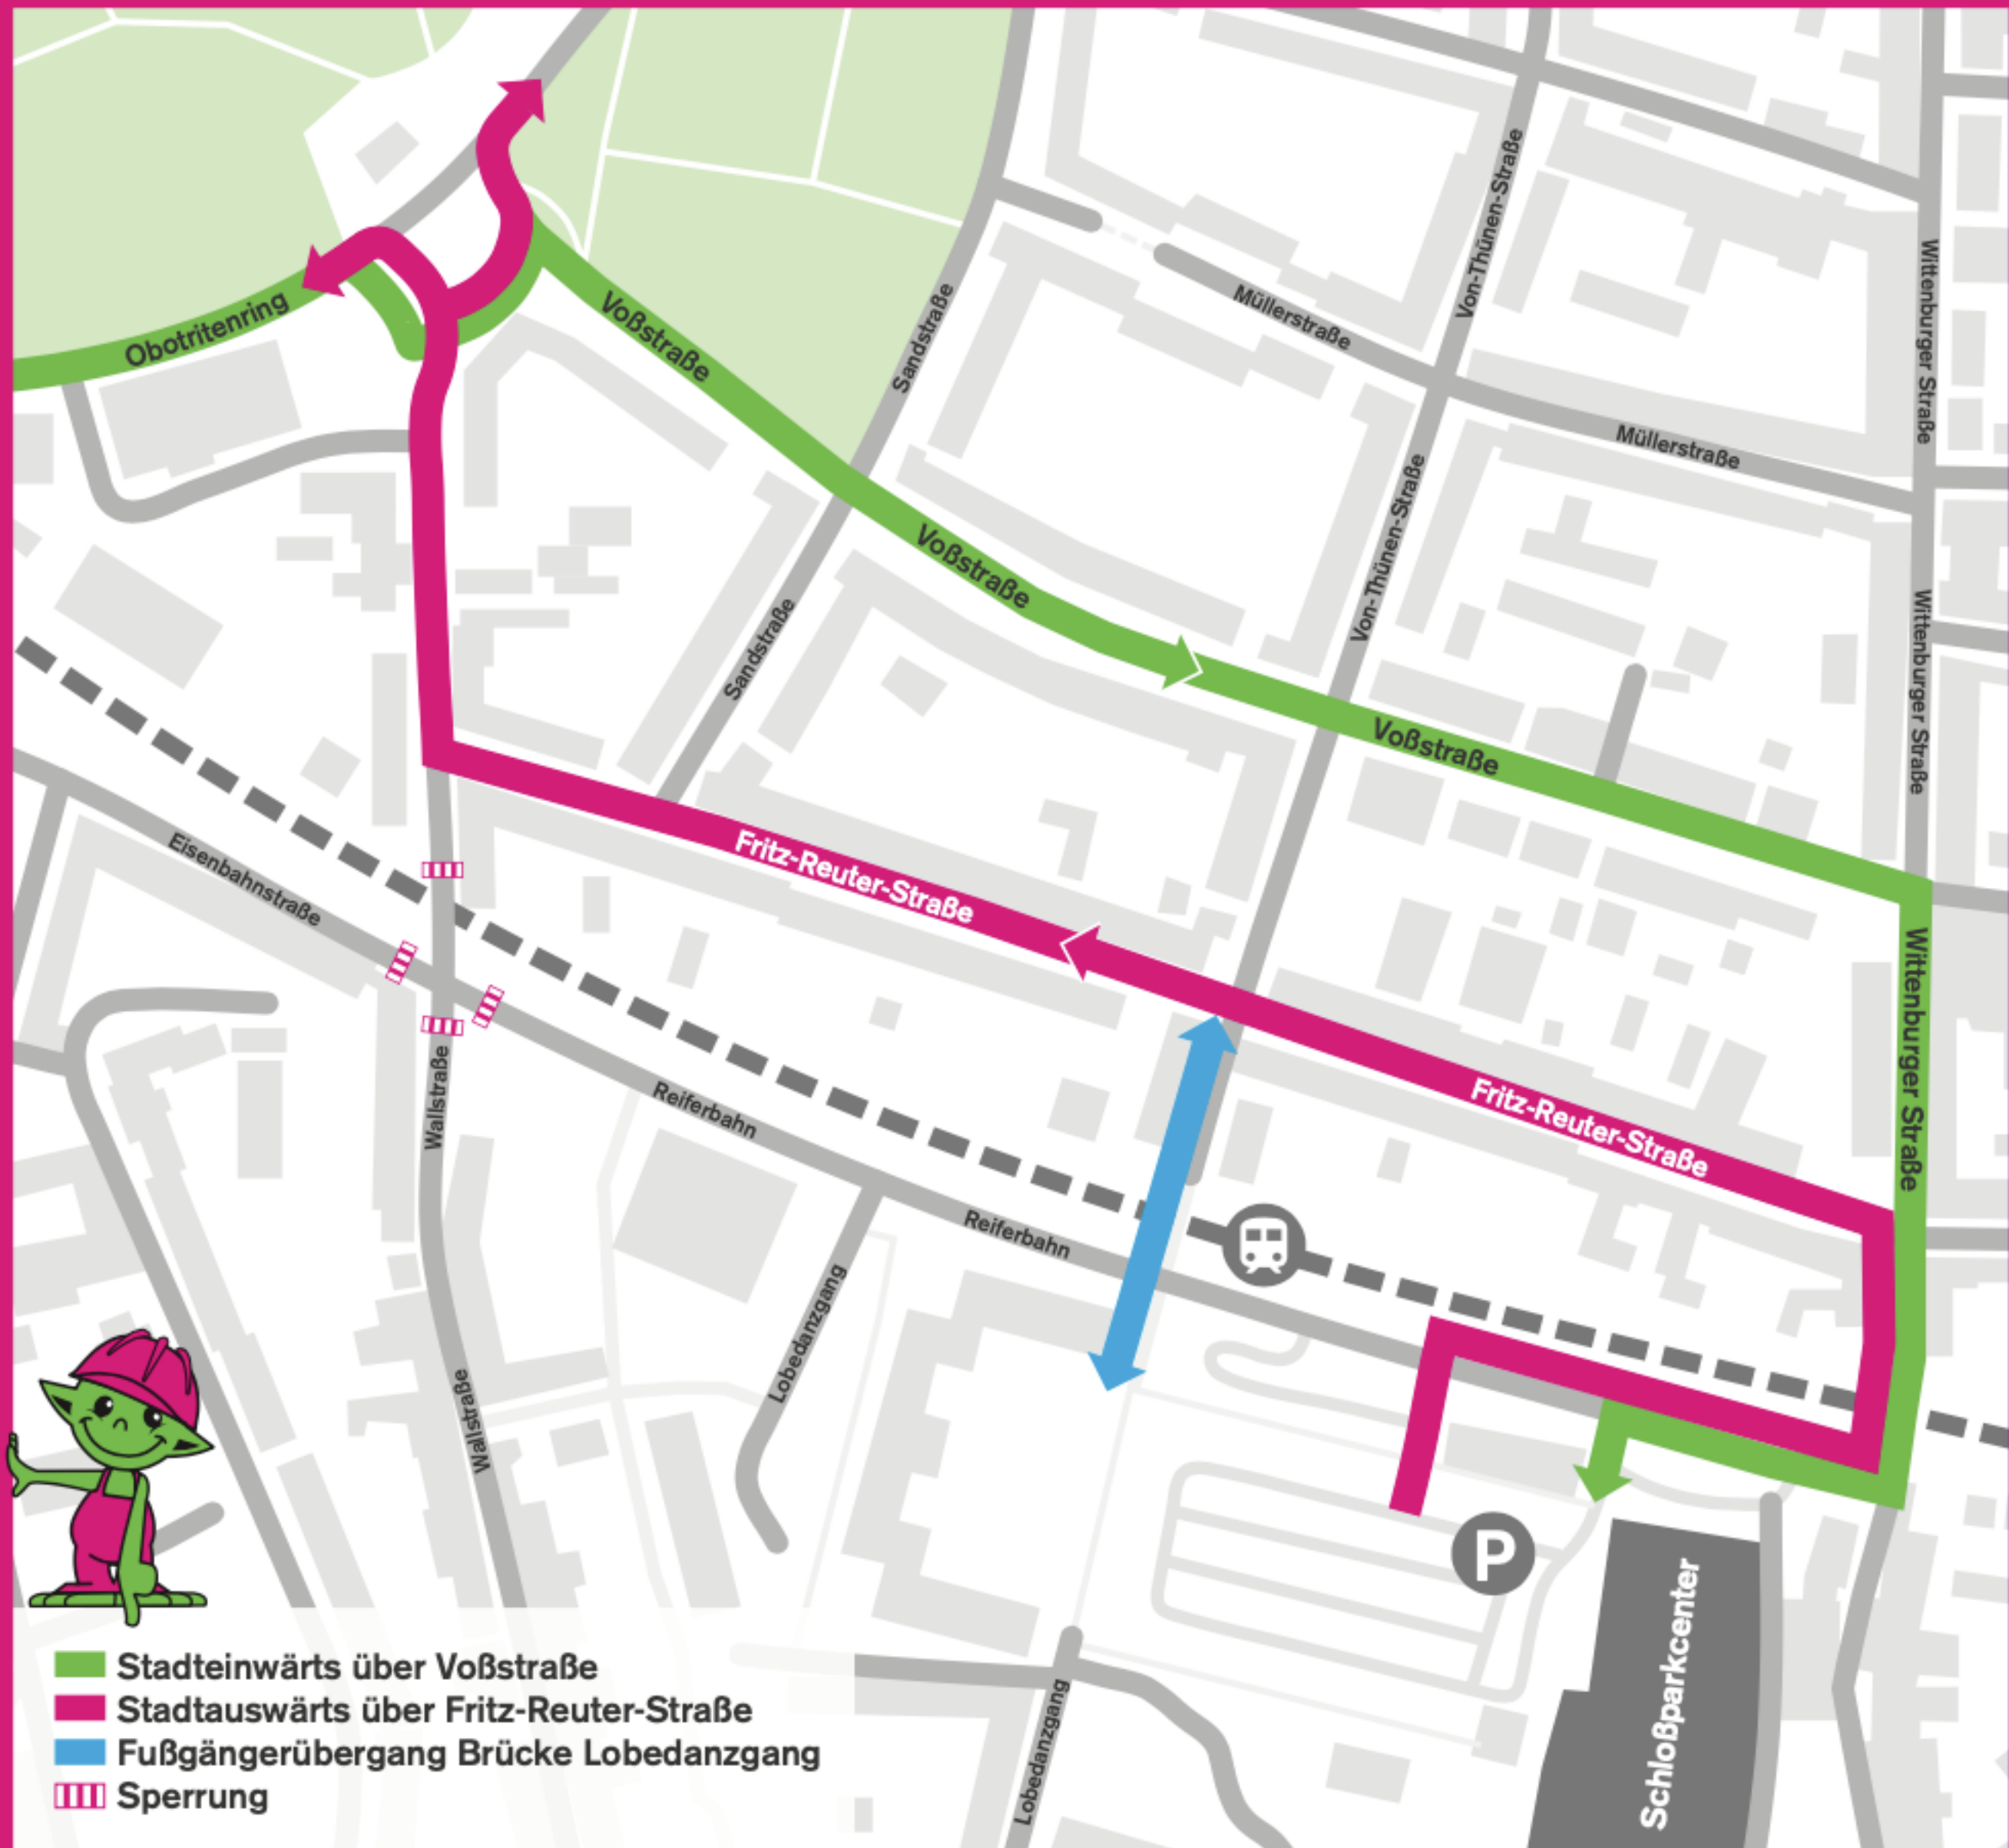 Von-Thünen-Straße
Wittenburger Straße
Obotritenring
Voßstraße
Sandstraße
Müllerstraße
Müllerstraße
Von-Thünen-Straße
Voßstraße
Sandstraße
Wittenburger Straße
Voßstraße
Eisenbahnstraße
Fritz-Reuter-Straße
Wittenburger Straße
Wallstraße
Reiferbahn
Fritz-Reuter-Straße
Reiferbahn
Lobedanzgang
Wallstraße
P
Schloßparkcenter
Lobedanzgang
Stadteinwärts über Voßstraße
Stadtauswärts über Fritz-Reuter-Straße
Fußgängerübergang Brücke Lobedanzgang
Sperrung